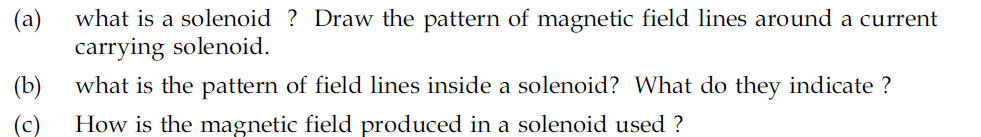 (a) what is a solenoid ? Draw the pattern of magnetic field lines around a current
carrying solenoid.
(b) what is the pattern of field lines inside a solenoid? What do they indicate ?
(c) How is the magnetic field produced in a solenoid used ?